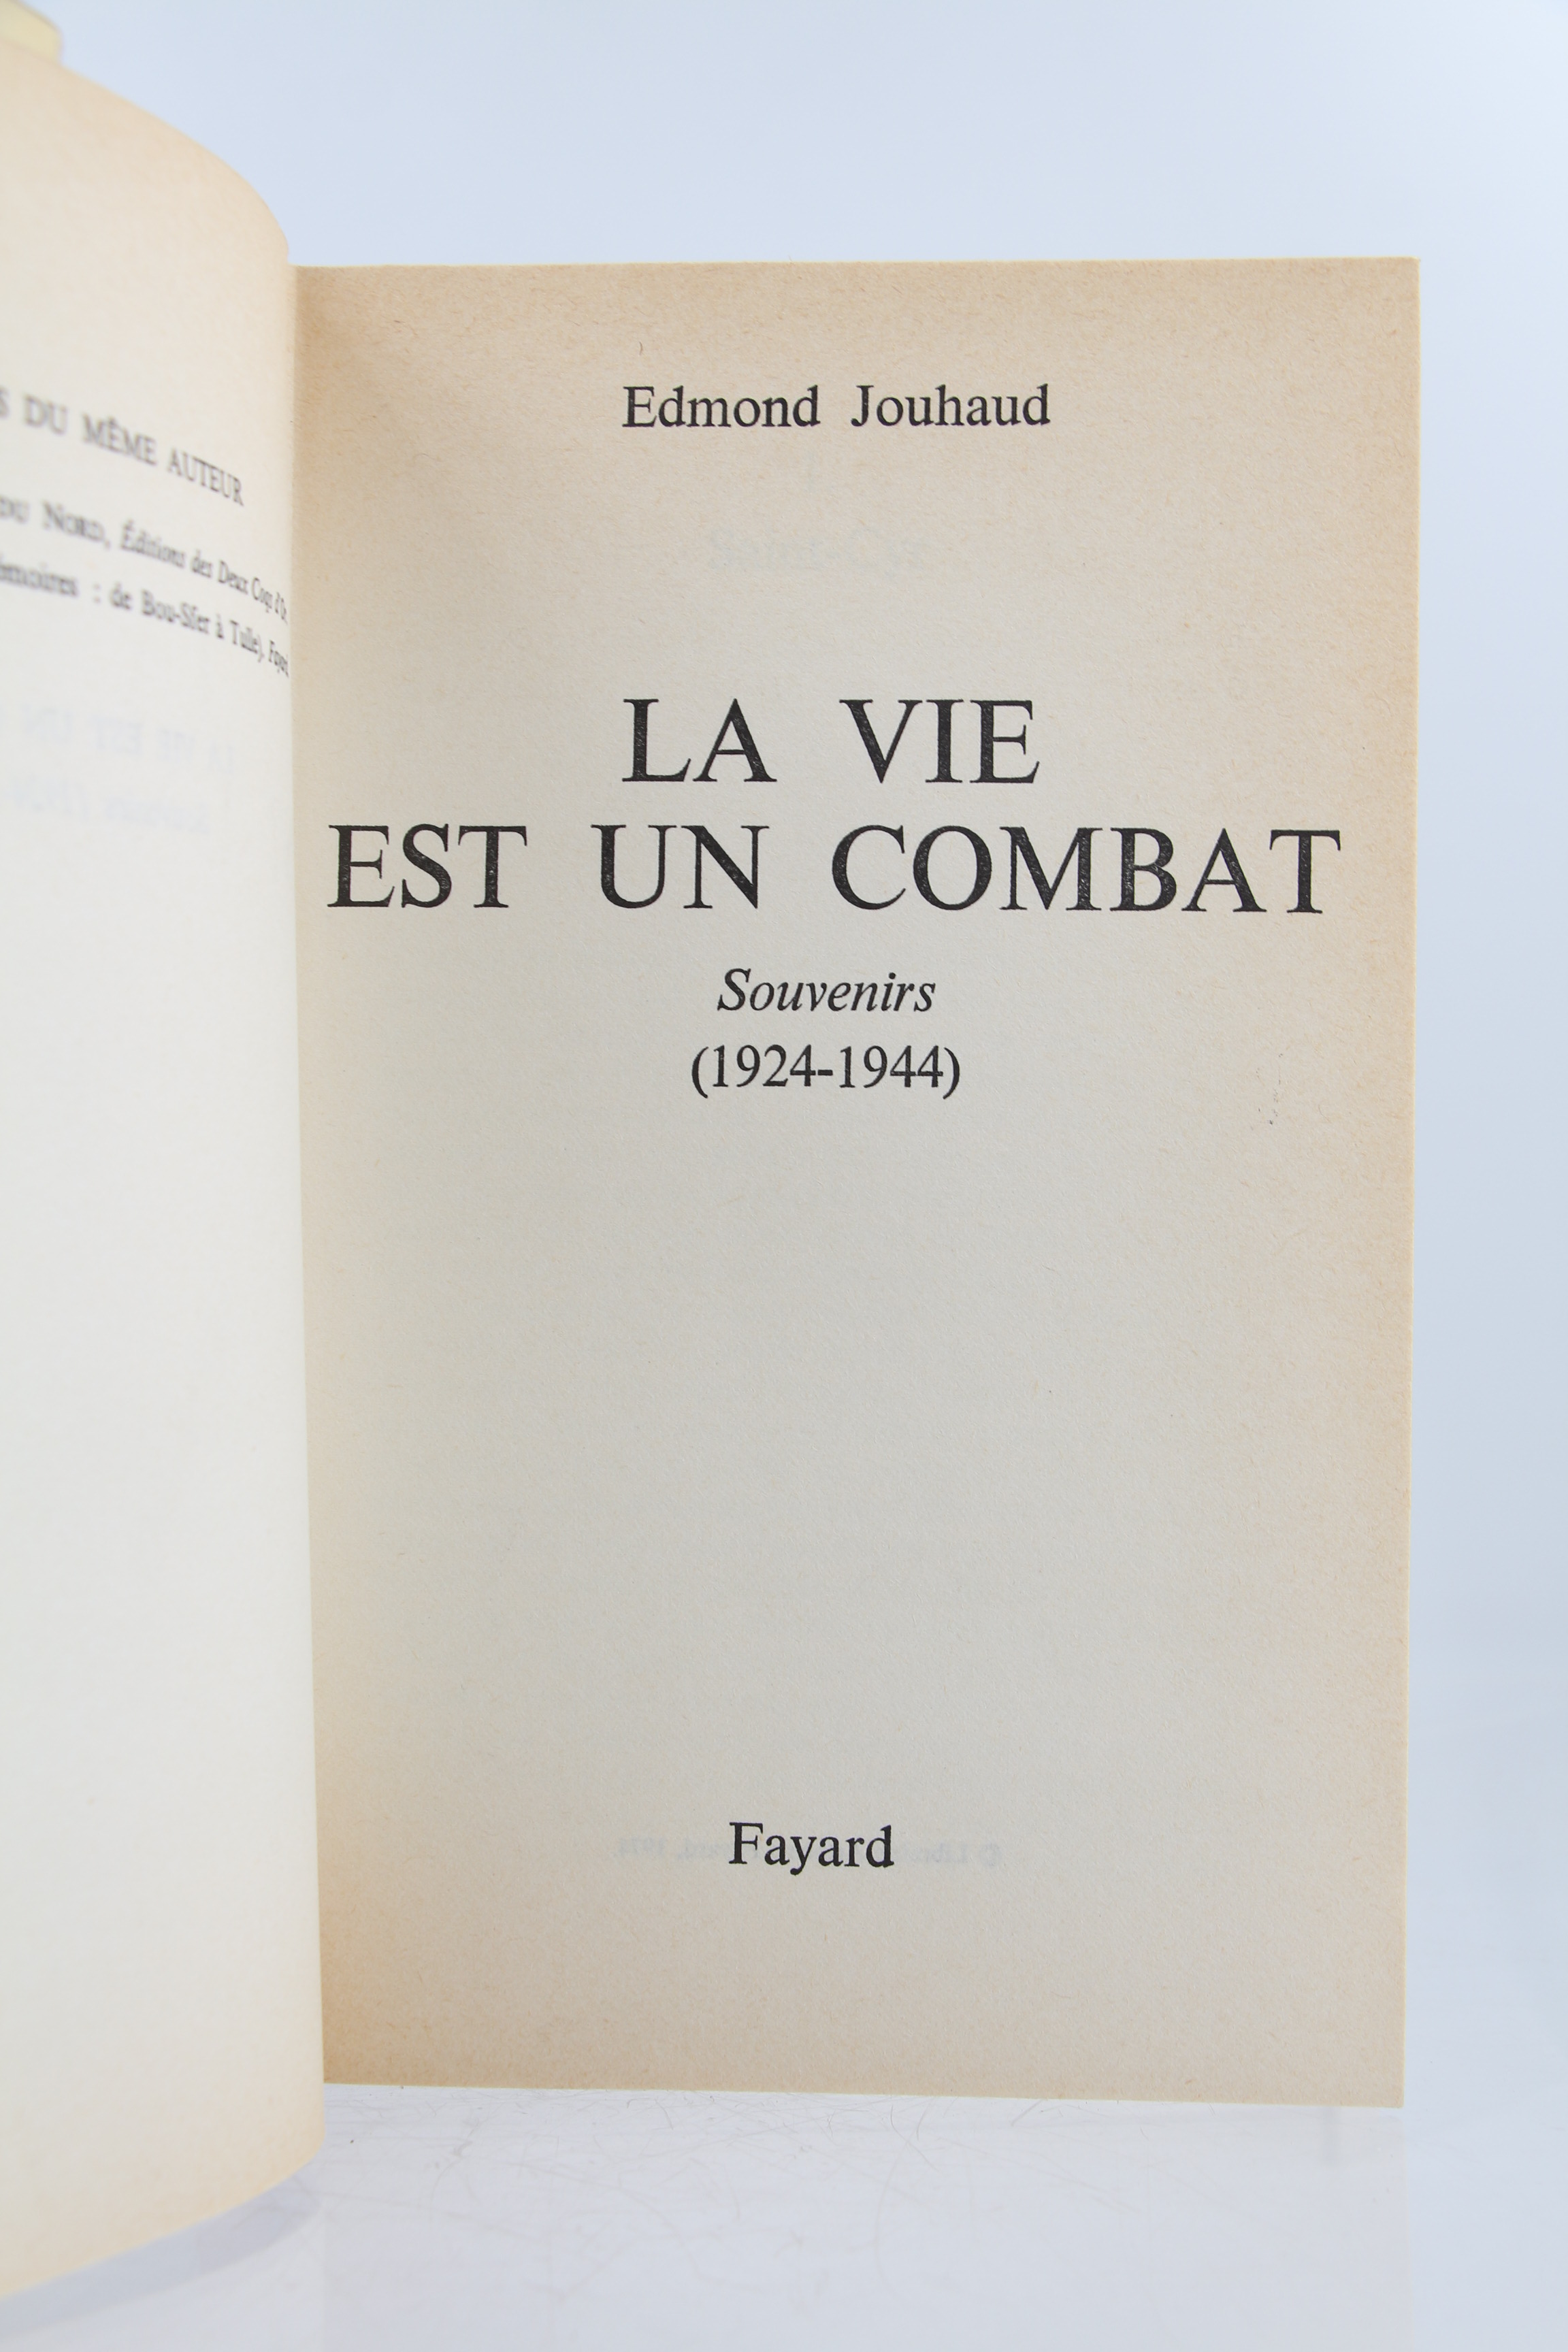 DU MÊME AUTEUR
DU NORD, Éditions des Deux Coqs d'Or.
: de Bou-Sfer à Tulle). Fayard
Edmond Jouhaud
LA VIE
EST UN COMBAT
Souvenirs
(1924-1944)
Fayard